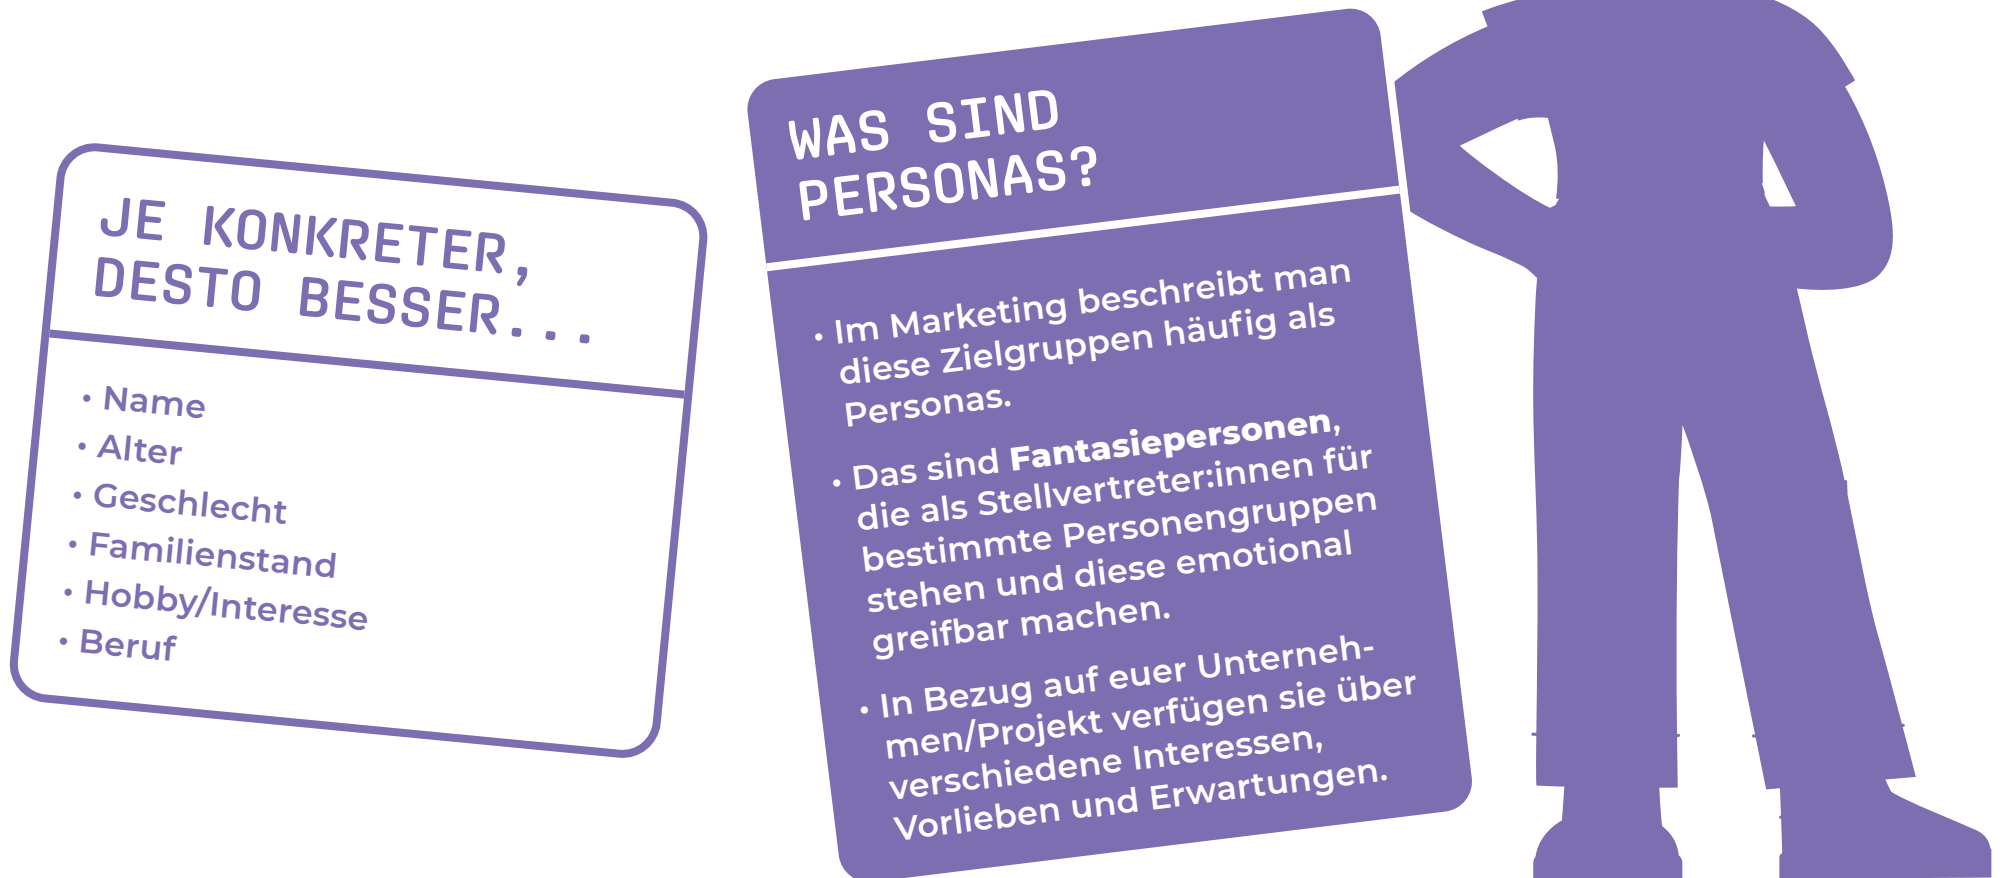 JE KONKRETER,
DESTO BESSER...
• Name
• Alter
• Geschlecht
• Familienstand
• Hobby/Interesse
• Beruf
WAS SIND
PERSONAS?
• Im Marketing beschreibt man
diese Zielgruppen häufig als
Personas.
• Das sind Fantasiepersonen,
die als Stellvertreter:innen für
bestimmte Personengruppen
stehen und diese emotional
greifbar machen.
• In Bezug auf euer Unterneh-
men/Projekt verfügen sie über
verschiedene Interessen,
Vorlieben und Erwartungen.